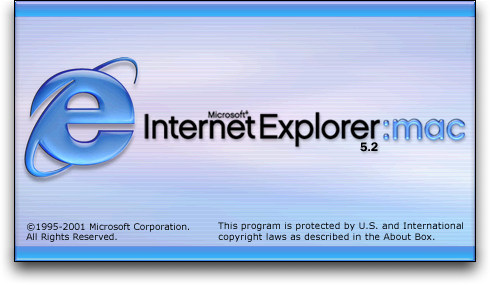 Microsoft®
Internet Explorer:mac
5.2
©1995-2001 Microsoft Corporation.
All Rights Reserved.
This program is protected by U.S. and International
copyright laws as described in the About Box.